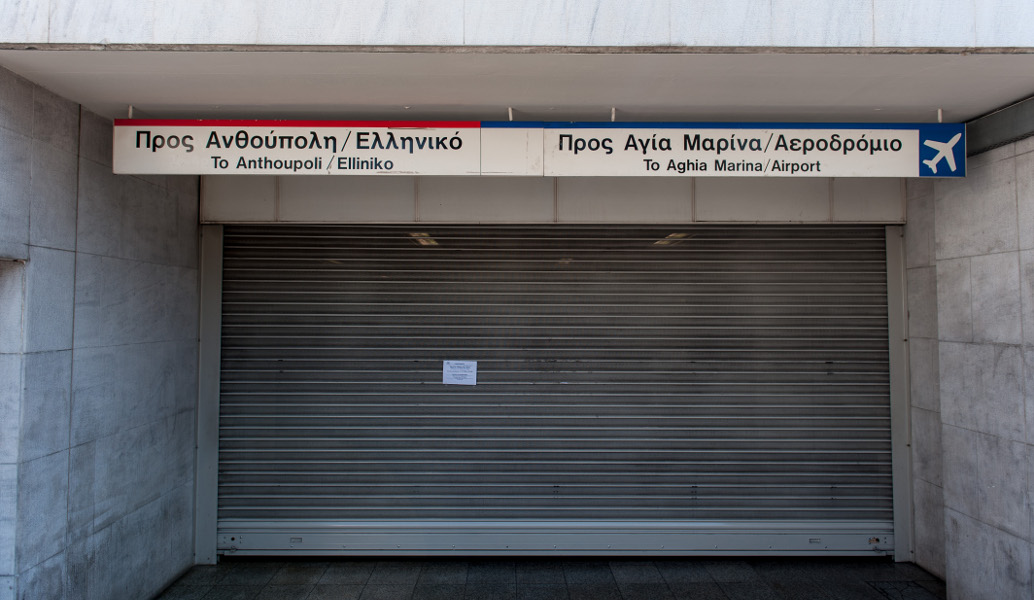 Προς Ανθούπολη/Ελληνικό
To Anthoupoli/Elliniko
Προς Αγία Μαρίνα/Αεροδρόμιο
To Aghia Marina/Airport